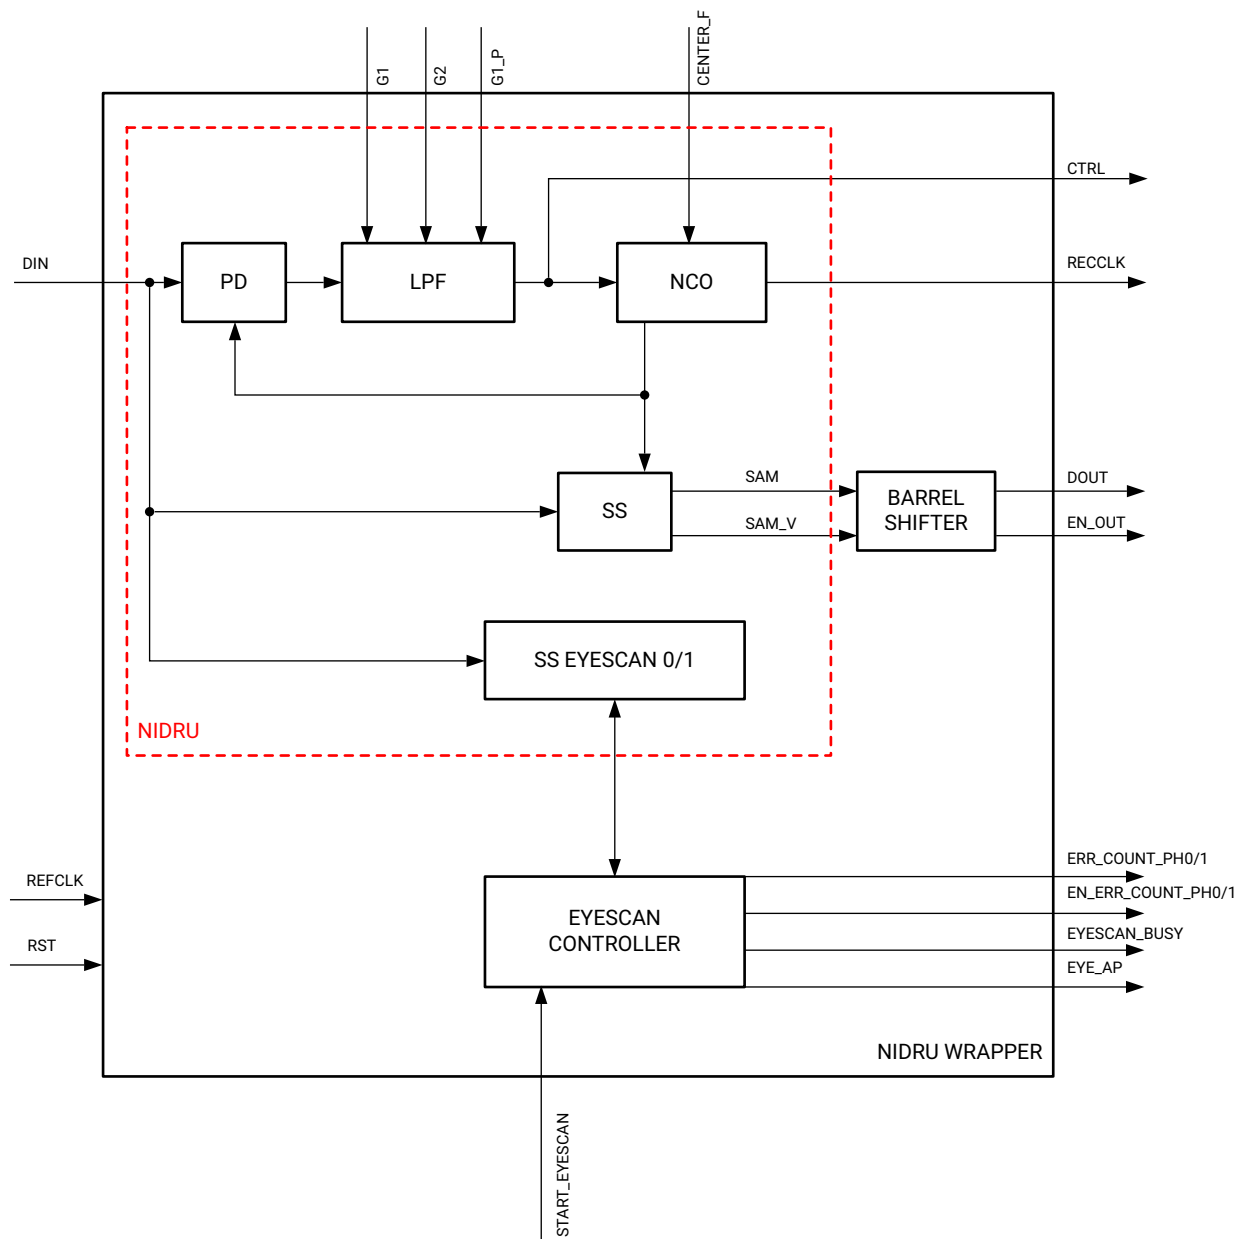 G1
G2
G1_P
CENTER_F
CTRL
DIN
PD
LPF
NCO
RECCLK
SS
SAM
SAM_V
BARREL
SHIFTER
DOUT
EN_OUT
SS EYESCAN 0/1
NIDRU
REFCLK
RST
EYESCAN
CONTROLLER
ERR_COUNT_PH0/1
EN_ERR_COUNT_PH0/1
EYESCAN_BUSY
EYE_AP
NIDRU WRAPPER
START_EYESCAN